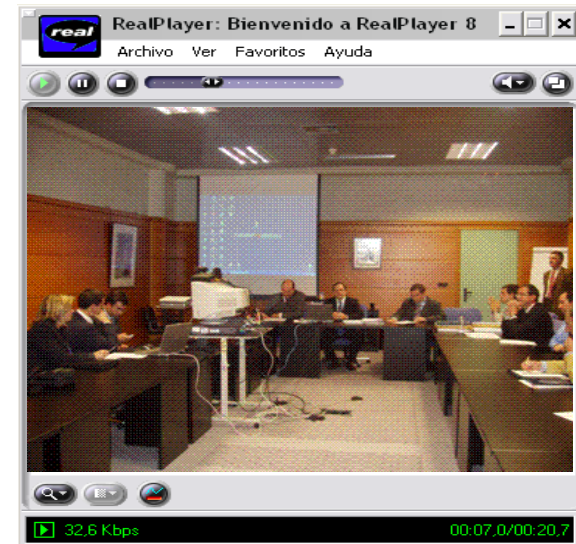 real
RealPlayer: Bienvenido a RealPlayer 8
Archivo Ver Favoritos Ayuda
32,6 Kbps
00:07,0/00:20,7